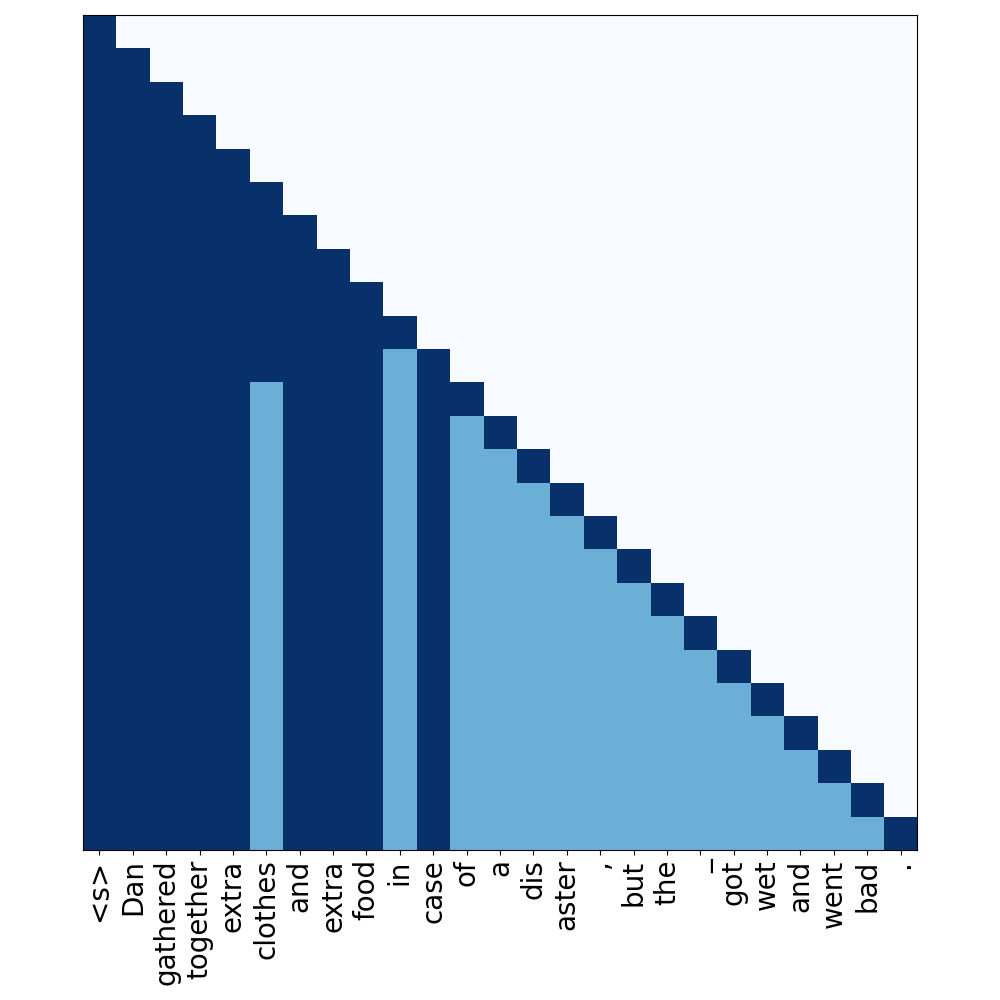 <s> Dan gathered together extra clothes and extra food in case of a dis aster , but the _ got wet and went bad .